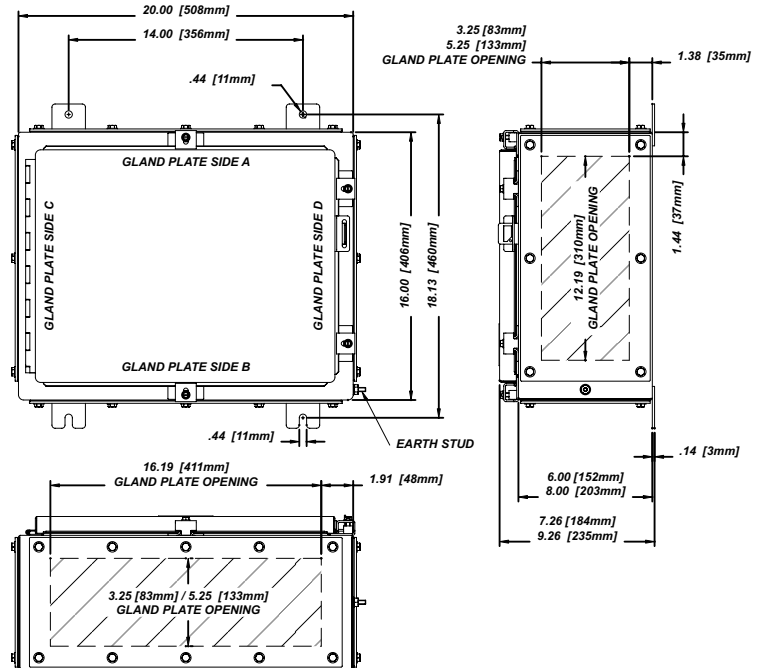 20.00 [508mm]
14.00 [356mm]
.44 [11mm]
GLAND PLATE SIDE A
GLAND PLATE SIDE C
GLAND PLATE SIDE D
GLAND PLATE SIDE B
16.00 [406mm]
18.13 [460mm]
.44 [11mm]
EARTH STUD
3.25 [83mm]
5.25 [133mm]
GLAND PLATE OPENING
1.38 [35mm]
1.44 [37mm]
12.19 [310mm]
GLAND PLATE OPENING
.14 [3mm]
6.00 [152mm]
8.00 [203mm]
7.26 [184mm]
9.26 [235mm]
16.19 [411mm]
GLAND PLATE OPENING
1.91 [48mm]
3.25 [83mm] / 5.25 [133mm]
GLAND PLATE OPENING